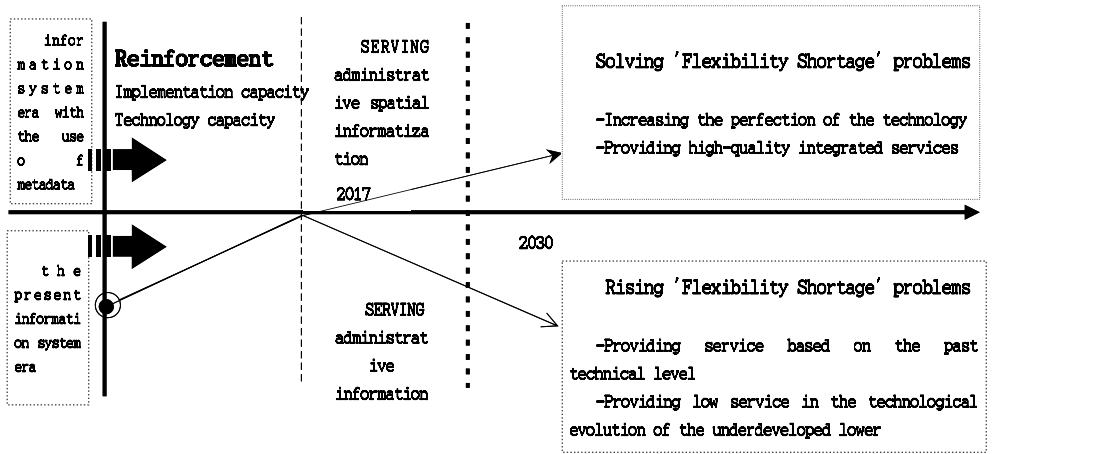 infor
mation
system
era with
the use
o f
metadata
Reinforcement
Implementation capacity
Technology capacity
SERVING
administrat
ive spatial
informatiza
tion
2017
Solving 'Flexibility Shortage' problems
-Increasing the perfection of the technology
-Providing high-quality integrated services
2030
the
present
informati
on system
era
SERVING
administrat
ive
information
Rising 'Flexibility Shortage' problems
-Providing service based on the past
technical level
-Providing low service in the technological
evolution of the underdeveloped lower